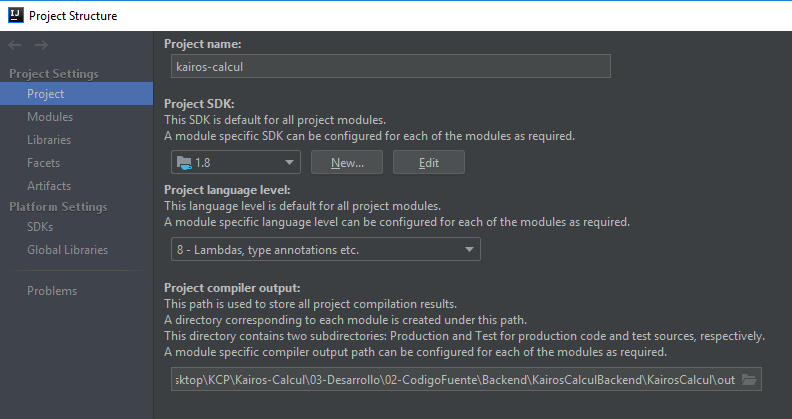 IJ
Project Structure
Project Settings
Project
Modules
Libraries
Facets
Artifacts
Platform Settings
SDKs
Global Libraries
Problems
Project name:
kairos-calcul
Project SDK:
This SDK is default for all project modules.
A module specific SDK can be configured for each of the modules as required.
1.8
New...
Edit
Project language level:
This language level is default for all project modules.
A module specific language level can be configured for each of the modules as required.
8 - Lambdas, type annotations etc.
Project compiler output:
This path is used to store all project compilation results.
A directory corresponding to each module is created under this path.
This directory contains two subdirectories: Production and Test for production code and test sources, respectively.
A module specific compiler output path can be configured for each of the modules as required.
sktop\KCP\Kairos-Calcul\03-Desarrollo\02-CodigoFuente\Backend\KairosCalculBackend\KairosCalcul\out